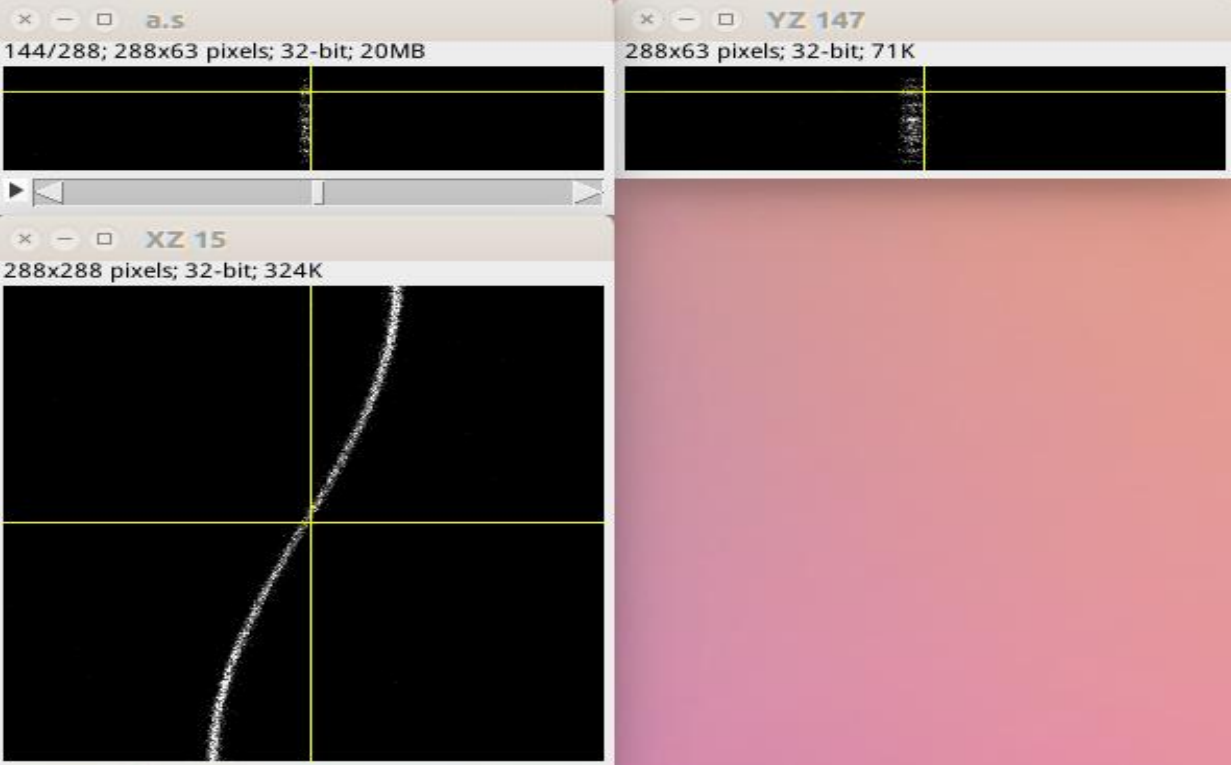 a.s
144/288; 288x63 pixels; 32-bit; 20MB
YZ 147
288x63 pixels; 32-bit; 71K
XZ 15
288x288 pixels; 32-bit; 324K